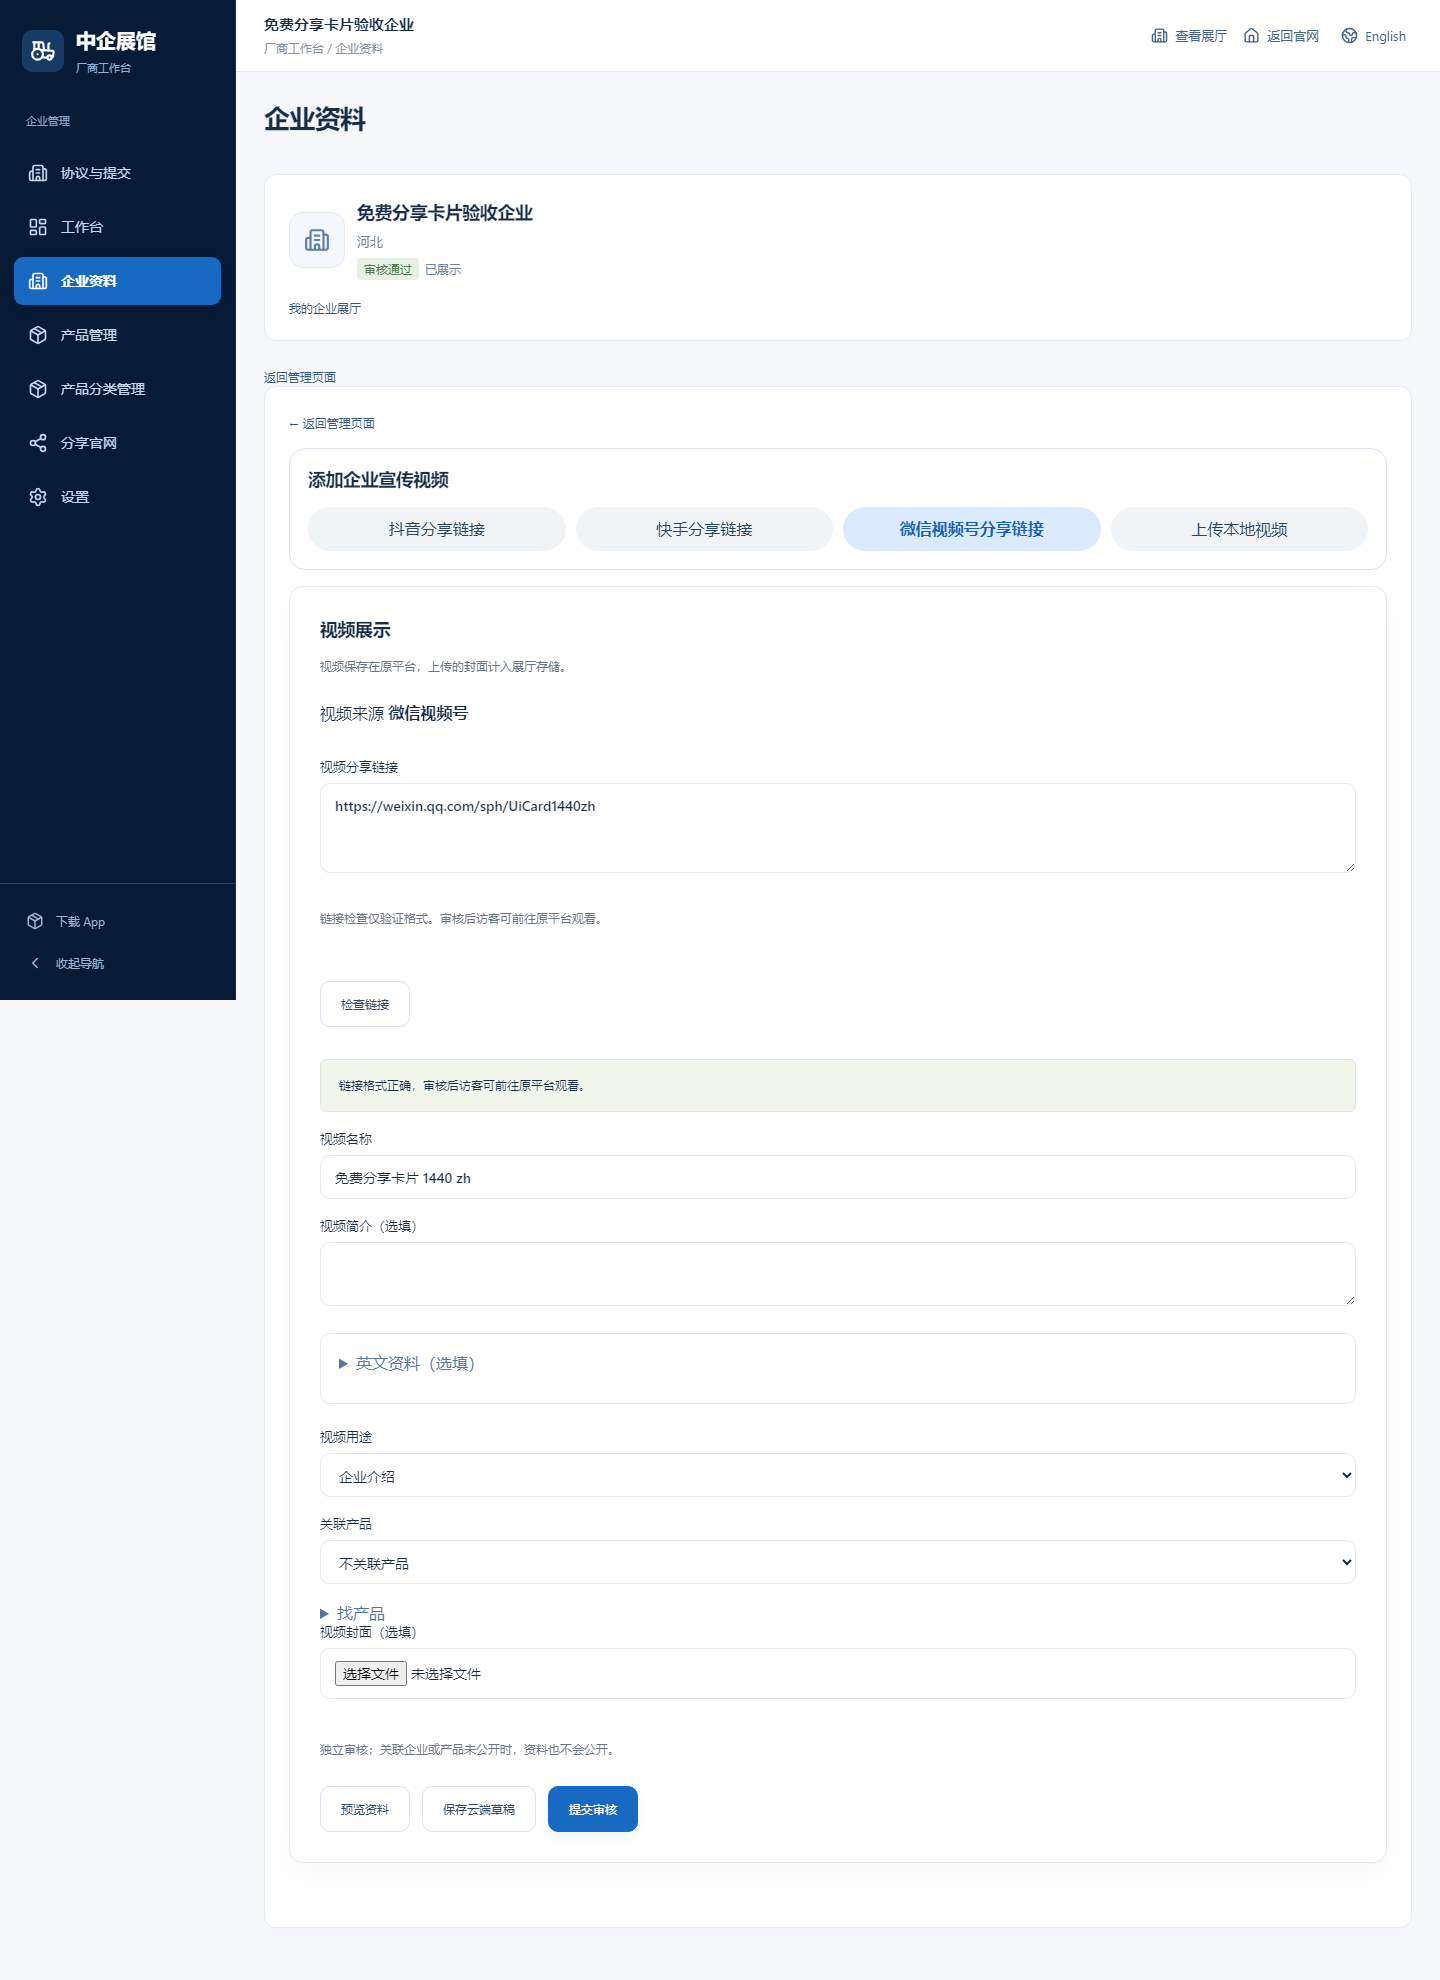 中企展馆
厂商工作台
企业管理
协议与提交
工作台
企业资料
产品管理
产品分类管理
分享官网
设置
下载 App
收起导航
免费分享卡片验收企业
厂商工作台 / 企业资料
查看展厅
返回官网
English
企业资料
免费分享卡片验收企业
河北
审核通过 已展示
我的企业展厅
返回管理页面
← 返回管理页面
添加企业宣传视频
抖音分享链接
快手分享链接
微信视频号分享链接
上传本地视频
视频展示
视频保存在原平台，上传的封面计入展厅存储。
视频来源 微信视频号
视频分享链接
https://weixin.qq.com/sph/UiCard1440zh
链接检查仅验证格式。审核后访客可前往原平台观看。
检查链接
链接格式正确，审核后访客可前往原平台观看。
视频名称
免费分享卡片 1440 zh
视频简介（选填）
英文资料（选填）
视频用途
企业介绍
关联产品
不关联产品
找产品
视频封面（选填）
选择文件 未选择文件
独立审核；关联企业或产品未公开时，资料也不会公开。
预览资料
保存云端草稿
提交审核